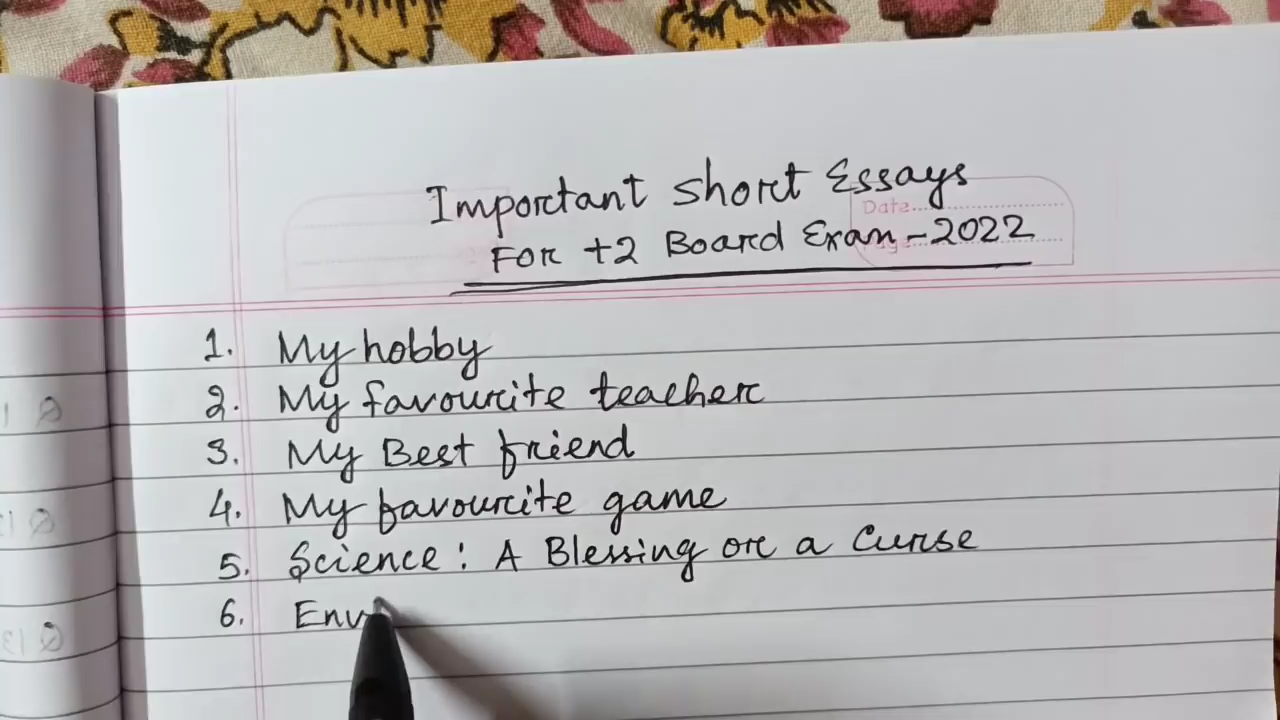 Important Short Essays
For +2 Board Exam - 2022
Date
1. My hobby
2. My favourite teacher
3. My Best friend
4. My favourite game
5. Science : A Blessing or a Curse
6. Env